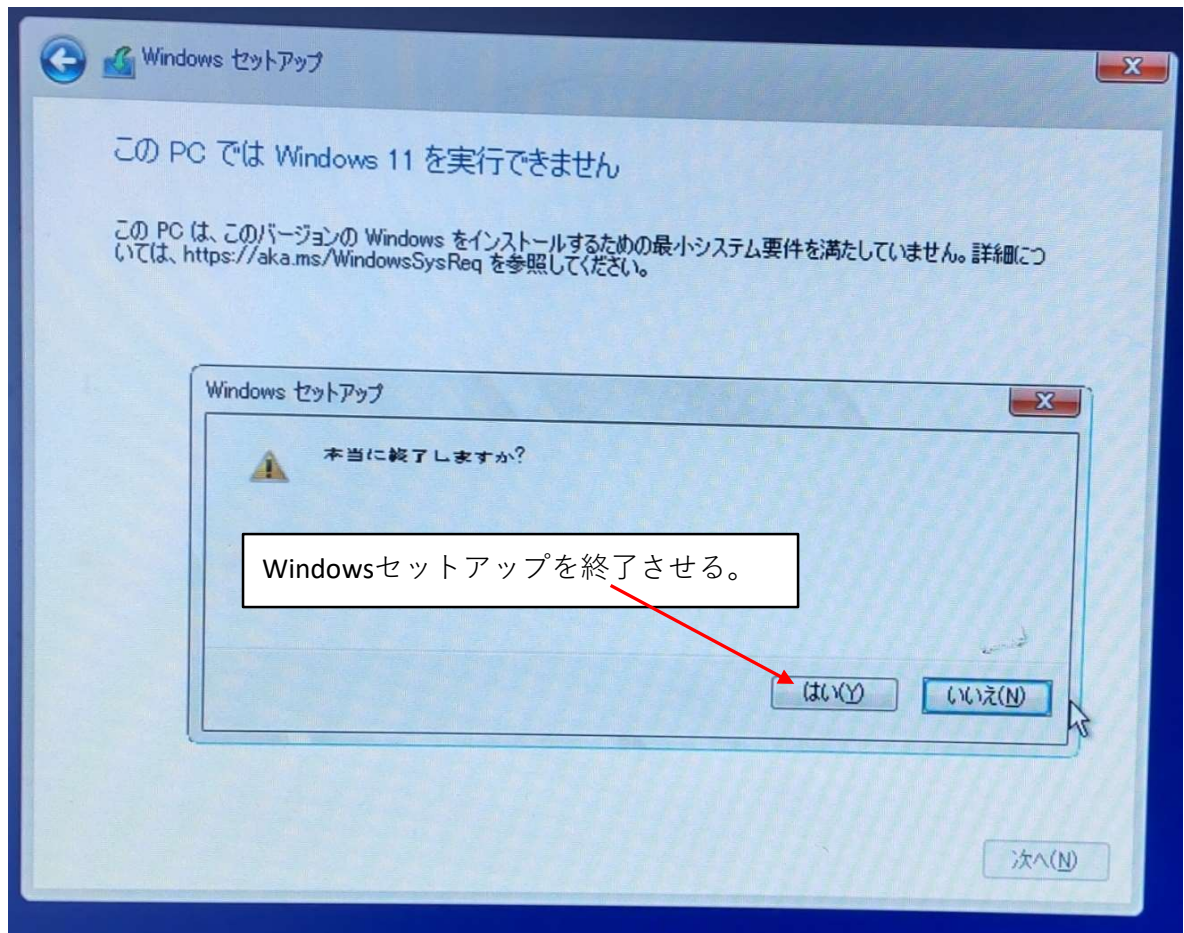 Windows セットアップ
この PC では Windows 11 を実行できません
この PC は、このバージョンの Windows をインストールするための最小システム要件を満たしていません。詳細につ
いては、https://aka.ms/WindowsSysReq を参照してください。
Windows セットアップ
本当に終了しますか?
Windowsセットアップを終了させる。
はい(Y)
いいえ(N)
次へ(N)